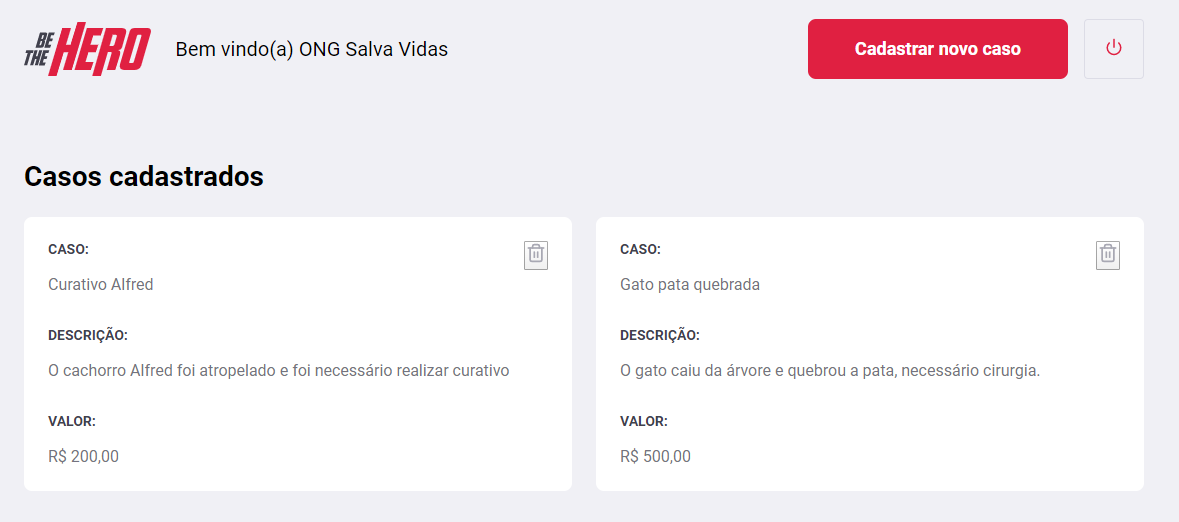 BE THE HERO
Bem vindo(a) ONG Salva Vidas
Cadastrar novo caso
Casos cadastrados
CASO:
Curativo Alfred
DESCRIÇÃO:
O cachorro Alfred foi atropelado e foi necessário realizar curativo
VALOR:
R$ 200,00
CASO:
Gato pata quebrada
DESCRIÇÃO:
O gato caiu da árvore e quebrou a pata, necessário cirurgia.
VALOR:
R$ 500,00